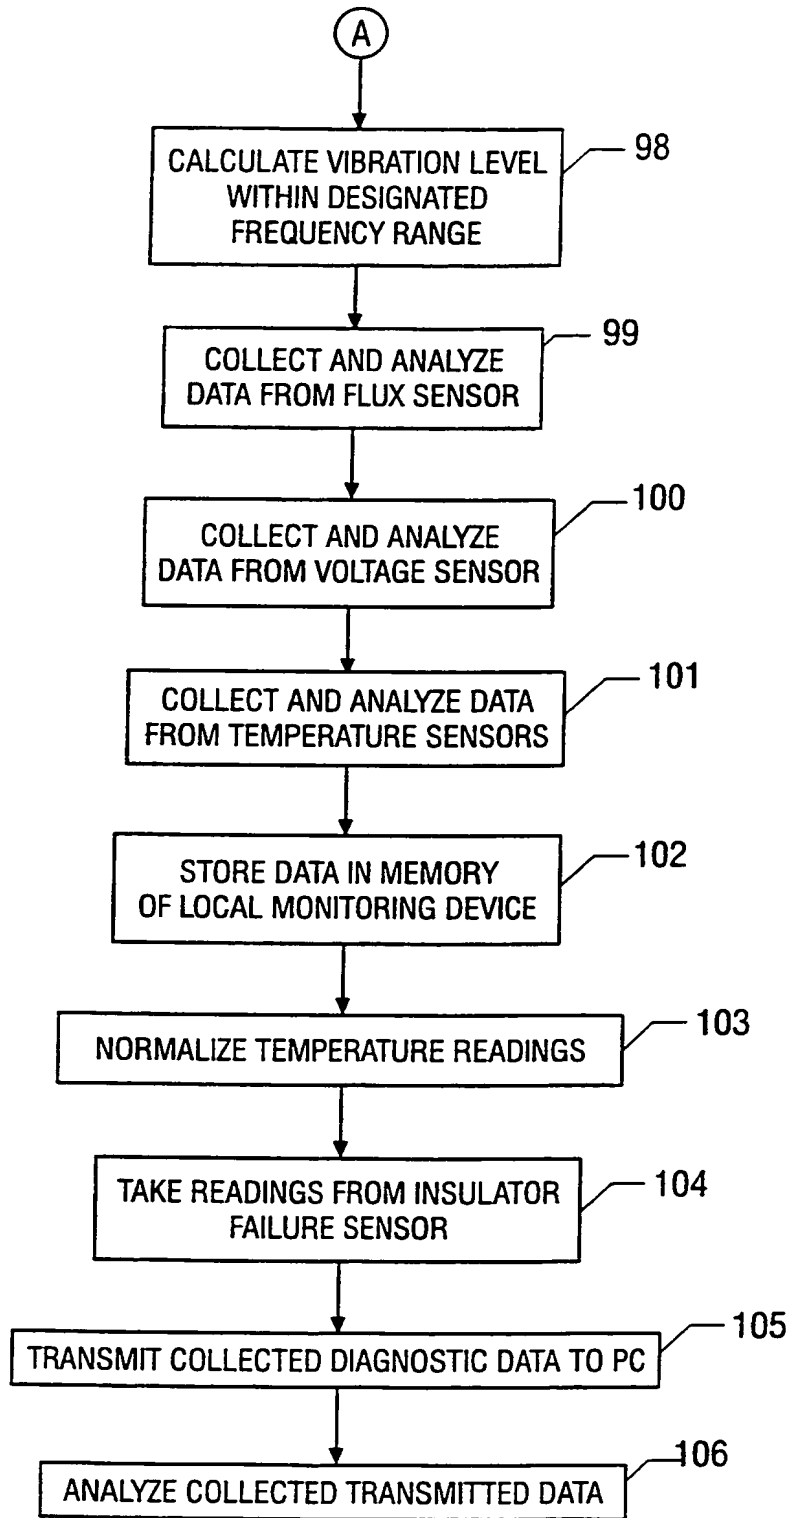 A
CALCULATE VIBRATION LEVEL
WITHIN DESIGNATED
FREQUENCY RANGE
98
COLLECT AND ANALYZE
DATA FROM FLUX SENSOR
99
COLLECT AND ANALYZE
DATA FROM VOLTAGE SENSOR
100
COLLECT AND ANALYZE DATA
FROM TEMPERATURE SENSORS
101
STORE DATA IN MEMORY
OF LOCAL MONITORING DEVICE
102
NORMALIZE TEMPERATURE READINGS
103
TAKE READINGS FROM INSULATOR
FAILURE SENSOR
104
TRANSMIT COLLECTED DIAGNOSTIC DATA TO PC
105
ANALYZE COLLECTED TRANSMITTED DATA
106